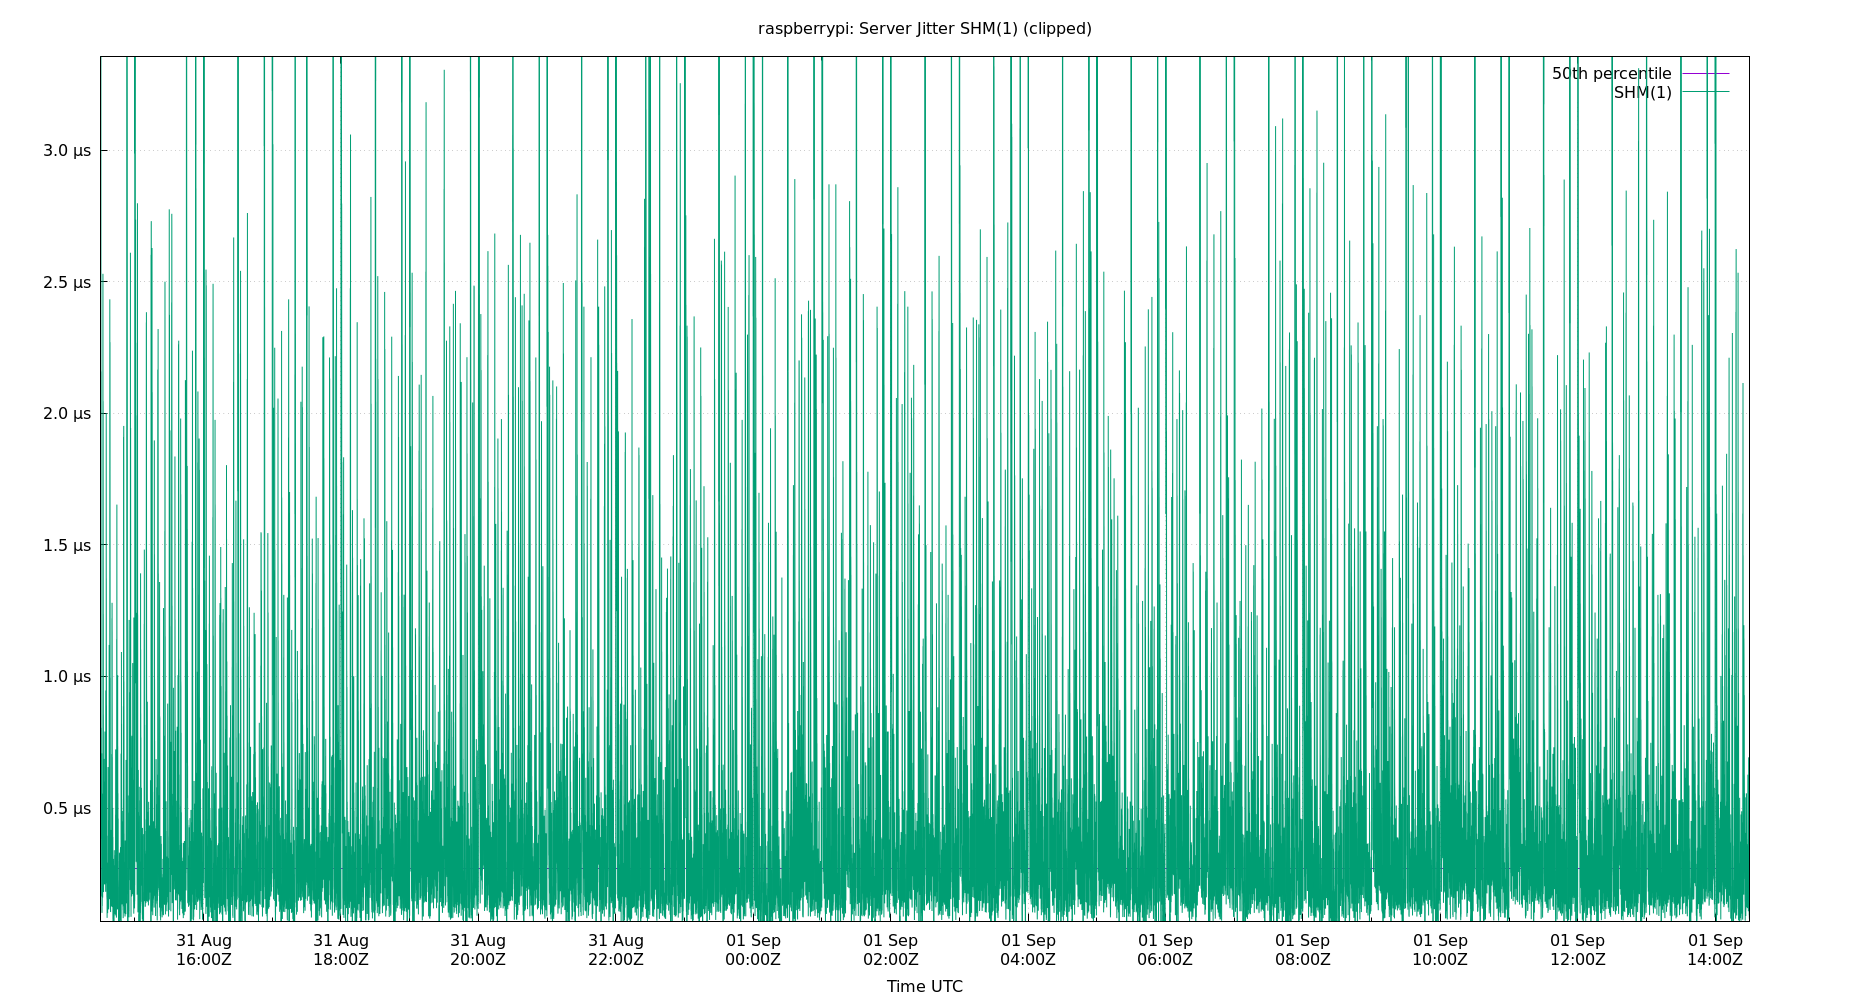 raspberrypi: Server Jitter SHM(1) (clipped)
50th percentile
SHM(1)
3.0 μs
2.5 μs
2.0 μs
1.5 μs
1.0 μs
0.5 μs
31 Aug 31 Aug 31 Aug 31 Aug 01 Sep 01 Sep 01 Sep 01 Sep 01 Sep 01 Sep 01 Sep 01 Sep
16:00Z 18:00Z 20:00Z 22:00Z 00:00Z 02:00Z 04:00Z 06:00Z 08:00Z 10:00Z 12:00Z 14:00Z
Time UTC